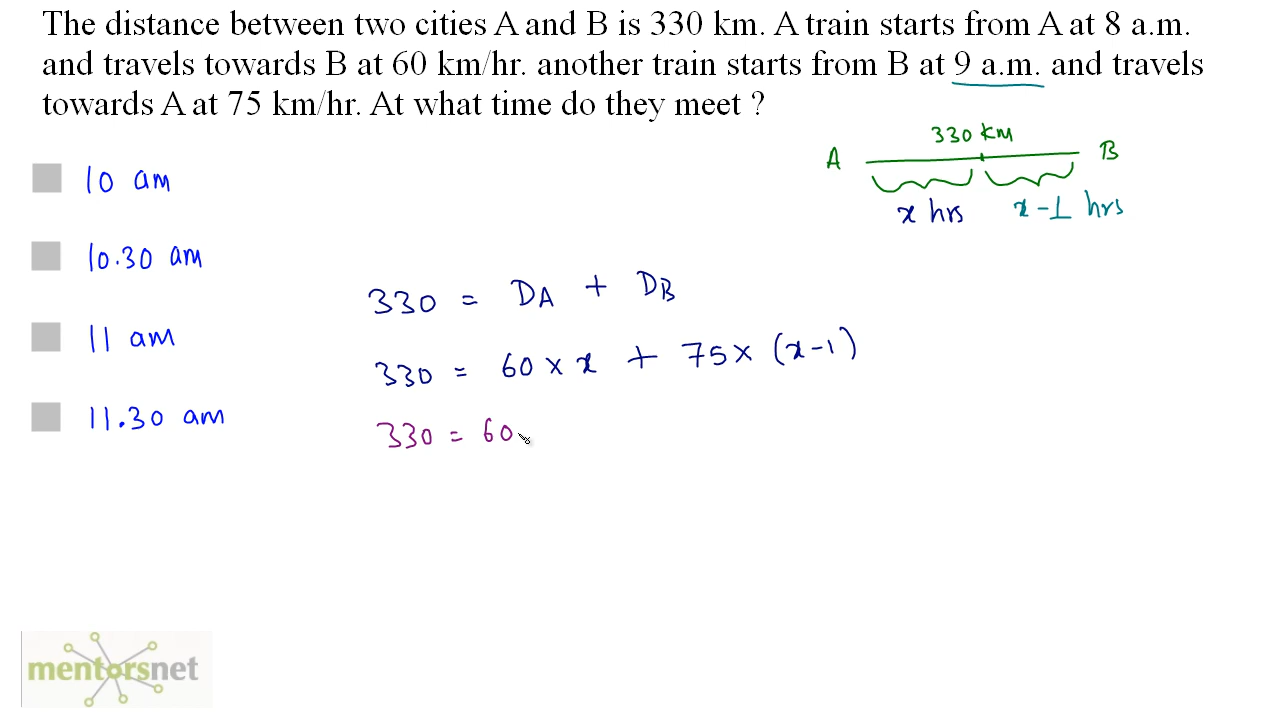 The distance between two cities A and B is 330 km. A train starts from A at 8 a.m.
and travels towards B at 60 km/hr. another train starts from B at 9 a.m. and travels
towards A at 75 km/hr. At what time do they meet ?
330 KM
A B
x hrs x-1 hrs
10 am
10.30 am
330 = DA + DB
11 am
330 = 60 × x + 75 × (x-1)
11.30 am
330 = 60
mentorsnet